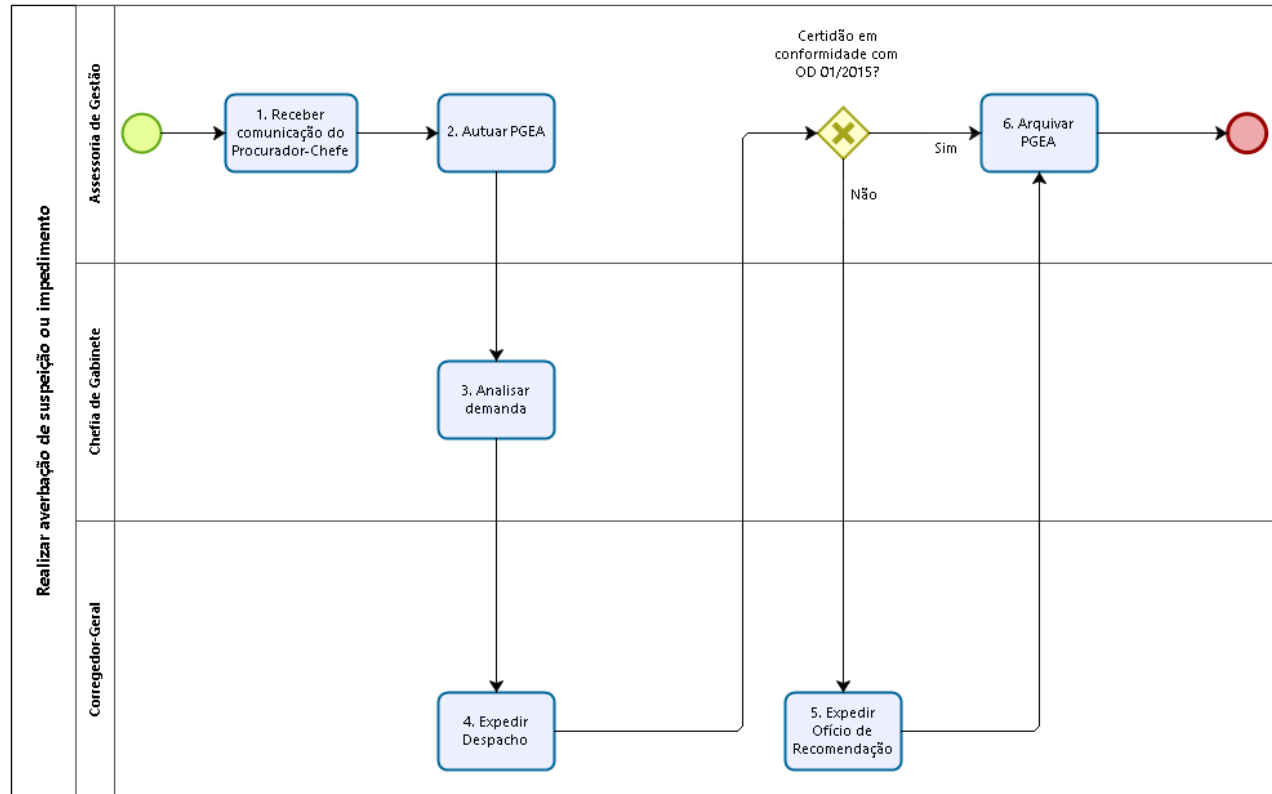 Realizar averbação de suspeição ou impedimento
Assessoria de Gestão
1. Receber
comunicação do
Procurador-Chefe
2. Autuar PGEA
Certidão em
conformidade com
OD 01/2015?
Sim
Não
6. Arquivar
PGEA
Chefia de Gabinete
3. Analisar
demanda
Corregedor-Geral
4. Expedir
Despacho
5. Expedir
Ofício de
Recomendação